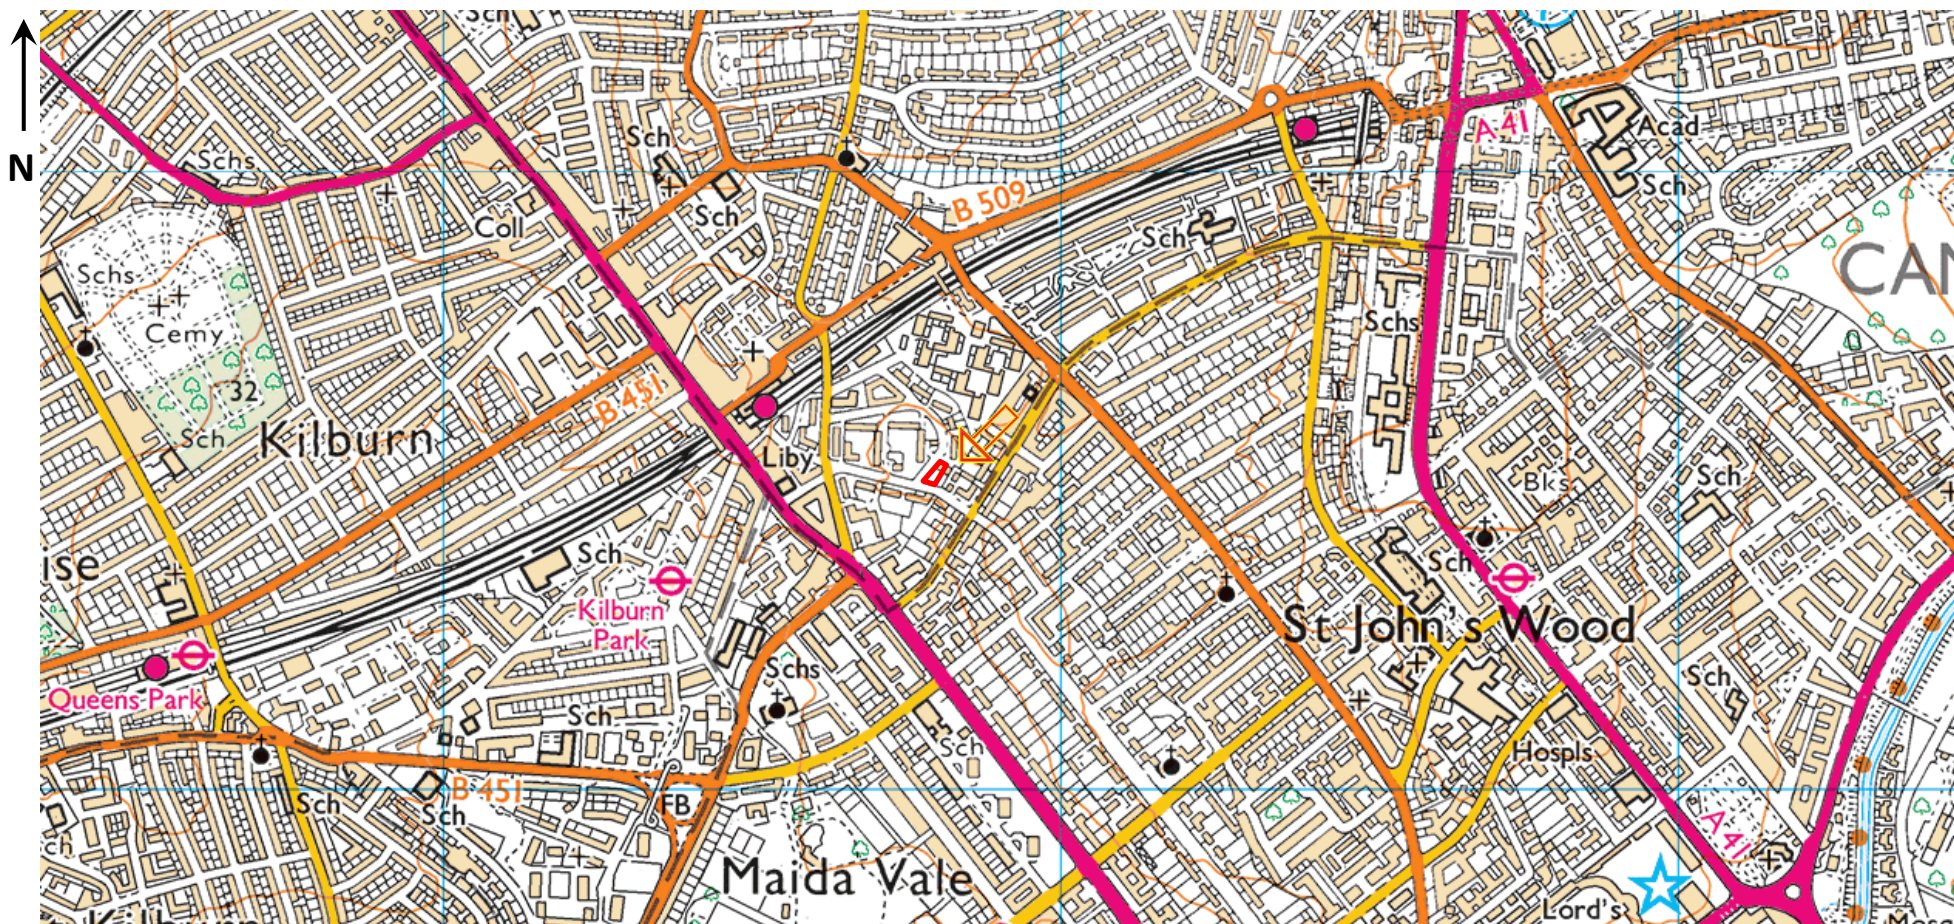 Sch
N
Schs
Sch
A 41
Acad
Sch
Coll
Sch
B 509
Sch
Schs
Cemy
32
Sch
Kilburn
B 451
Liby
Schs
CAN
Bks
Sch
ise
Sch
Kilburn
Park
Sch
St John's Wood
Queens Park
Schs
Sch
Sch
Sch
Hospls
B 451
Sch
Sch
FB
ch
A 41
Maida Vale
Lord's